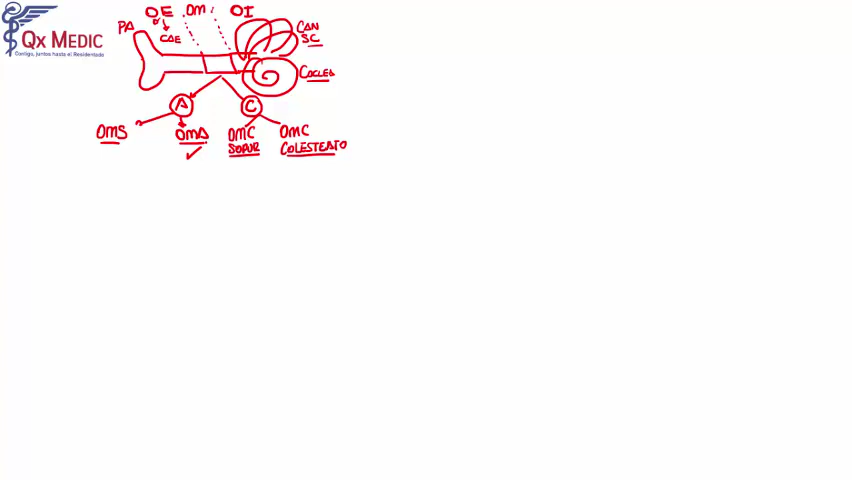 OE OM OI
PA
CAE
CAN
SC
QX MEDIC
Contigo, juntos hasta el Residentado
COCLEA
A C
OMS OMA OMC OMC
SOPUR COLESTEATO